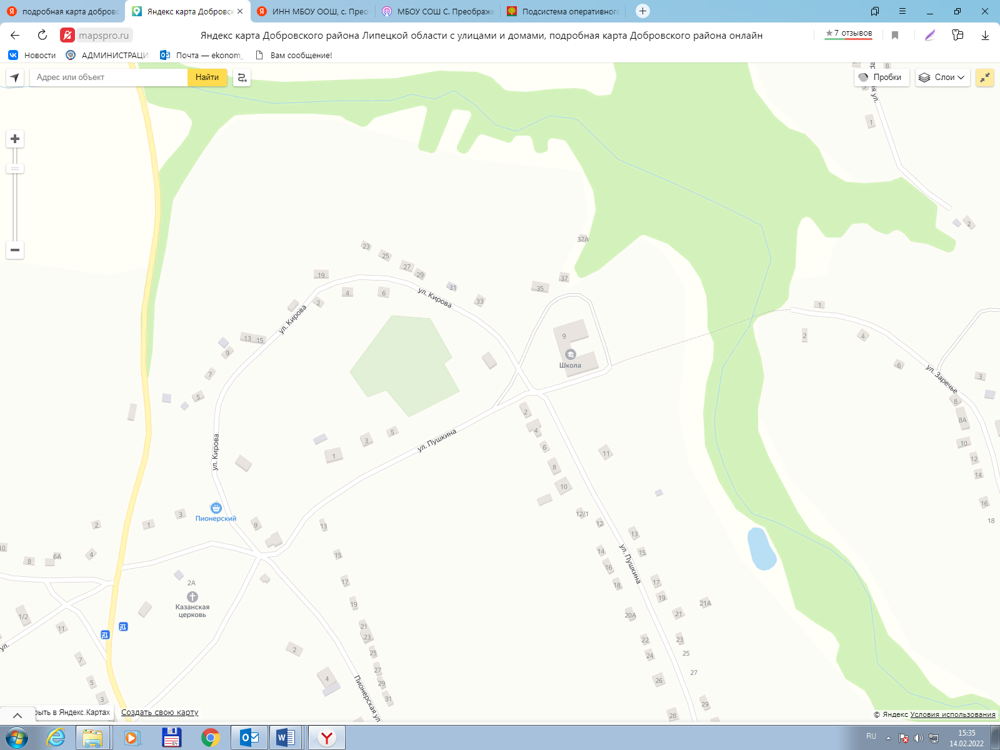 подробная карта добровс
Яндекс карта Добровск
ИНН МБОУ ООШ, с. Прео
МБОУ СОШ С. Преображе
Подсистема оперативного
mapspro.ru
Яндекс карта Добровского района Липецкой области с улицами и домами, подробная карта Добровского района онлайн
7 отзывов
Новости
АДМИНИСТРАЦИ
Почта — ekonom_
Вам сообщение!
Адрес или объект
Найти
Пробки
Слои
8
1
2
37А
23
25
27
29
19
4
6
31
33
35
37
2
ул. Кирова
ул. Кирова
1
13
15
9
9
Школа
2
4
7
6
ул. Заречье
3
5
8
2
8А
4
5
3
1
ул. Пушкина
ул. Кирова
6
11
10
8
12
14
10
16
Пионерский
3
1
2
9
13
12/1
12
18
13
10
8
6А
4
15
14
15
ул. Пушкина
16
17
18
17
2А
Казанская
церковь
19
19
21А
1/2
11
20А
21
21
23
22
23
ул.
2
25
24
25
7
27
27
4
29
26
5
3
31
Пионерская ул
28
29
рыть в Яндекс.Картах
Создать свою карту
© Яндекс Условия использования
RU
15:35
14.02.2022